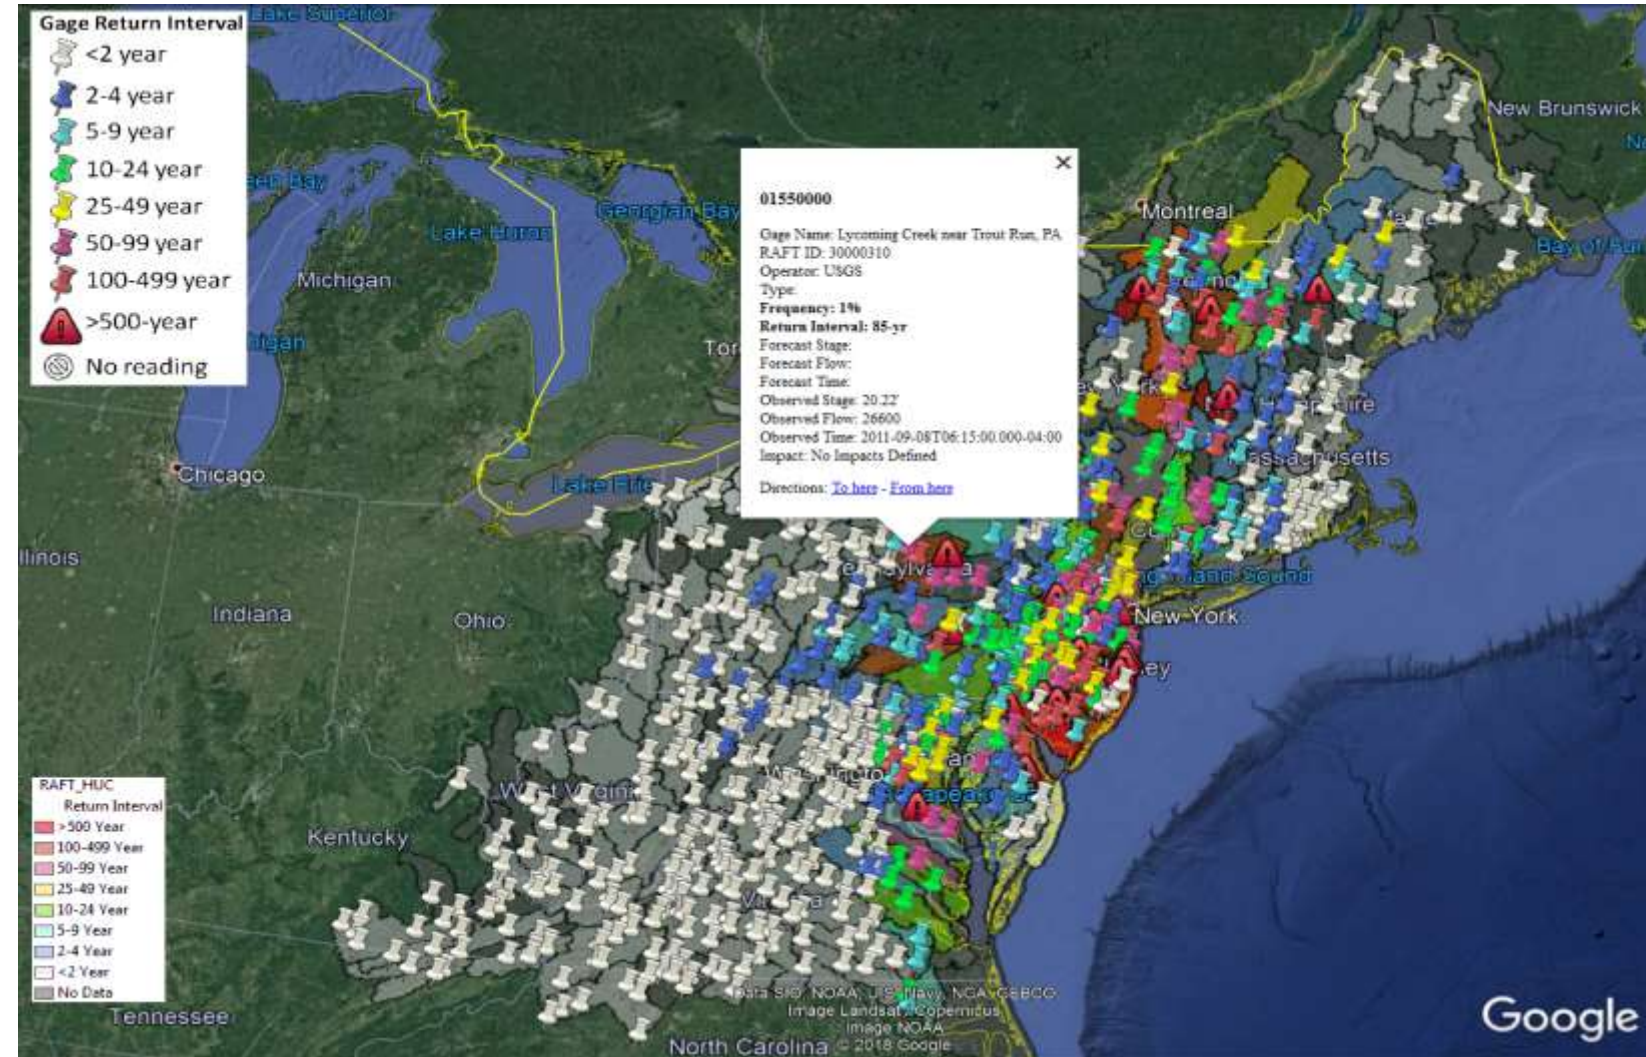 Gage Return Interval
<2 year
2-4 year
5-9 year
10-24 year
25-49 year
50-99 year
100-499 year
>500-year
No reading
Lake Superior
Georgian Bay
Lake Huron
Michigan
Chicago
Lake Erie
Indiana
Ohio
Kentucky
Tennessee
01550000
Gage Name: Lycoming Creek near Trout Run, PA
RAFT ID: 30000310
Operator: USGS
Type:
Frequency: 1%
Return Interval: 85-yr
Forecast Stage:
Forecast Flow:
Forecast Time:
Observed Stage: 20.22'
Observed Flow: 26600
Observed Time: 2011-09-08T06:15:00.000-04:00
Impact: No Impacts Defined
Directions: To here - From here
New Brunswick
Montreal
New York
North Carolina
RAFT_HUC
Return Interval
>500 Year
100-499 Year
50-99 Year
25-49 Year
10-24 Year
5-9 Year
2-4 Year
<2 Year
No Data
Data SIO, NOAA, U.S. Navy, NGA, GEBCO
Image Landsat / Copernicus
Image NOAA
© 2018 Google
Google